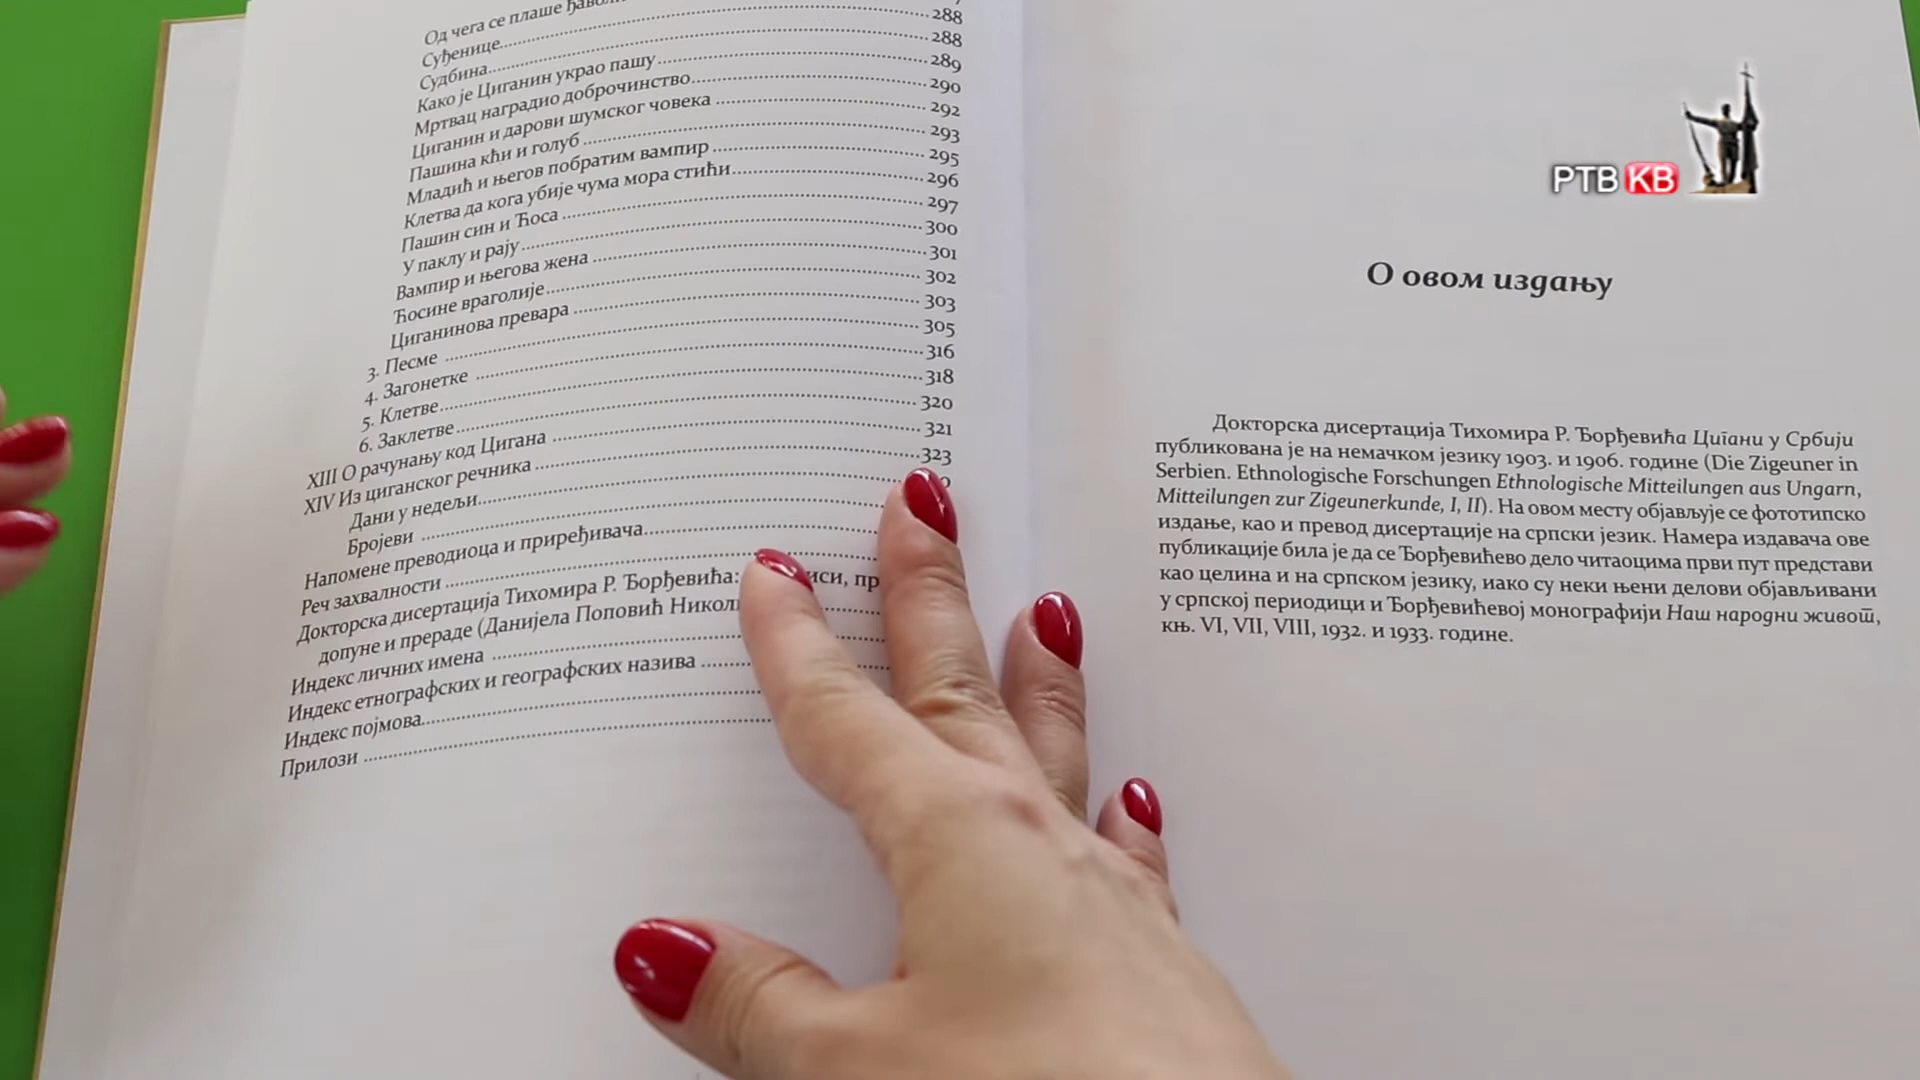 Од чега се плаше
Суђенице 288
Судбина 288
Како је Циганин украо пашу 289
Мртвац наградио доброчинство 290
Циганин и дарови шумског човека 292
Пашина кћи и голуб 293
Младић и његов побратим вампир 295
Клетва да кога убије чума мора стићи 296
Пашин син и Ћоса 297
У паклу и рају 300
Вампир и његова жена 301
Ћосине враголије 302
Циганинова превара 303
3. Песме 305
4. Загонетке 316
5. Клетве 318
6. Заклетве 320
XIII О рачунању код Цигана 321
XIV Из циганског речника 323
Дани у недељи
Бројеви
Напомене преводиоца и приређивача
Реч захвалности
Докторска дисертација Тихомира Р. Ђорђевића:
допуне и прераде (Данијела Поповић
Индекс личних имена
Индекс етнографских и географских назива
Индекс појмова
Прилози
РТВ КВ
О овом издању
Докторска дисертација Тихомира Р. Ђорђевића Цигани у Србији
публикована је на немачком језику 1903. и 1906. године (Die Zigeuner in
Serbien. Ethnologische Forschungen Ethnologische Mitteilungen aus Ungarn,
Mitteilungen zur Zigeunerkunde, I, II). На овом месту објављује се фототипско
издање, као и превод дисертације на српски језик. Намера издавача ове
публикације била је да се Ђорђевићево дело читаоцима први пут представи
као целина и на српском језику, иако су неки њени делови објављивани
у српској периодици и Ђорђевићевој монографији Наш народни живот,
књ. VI, VII, VIII, 1932. и 1933. године.